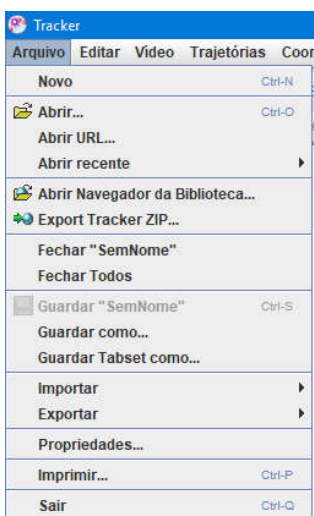 Tracker
Arquivo Editar Vídeo Trajetórias Coor
Novo Ctrl-N
Abrir... Ctrl-O
Abrir URL...
Abrir recente
Abrir Navegador da Biblioteca...
Export Tracker ZIP...
Fechar "SemNome"
Fechar Todos
Guardar "SemNome" Ctrl-S
Guardar como...
Guardar Tabset como...
Importar
Exportar
Propriedades...
Imprimir... Ctrl-P
Sair Ctrl-Q